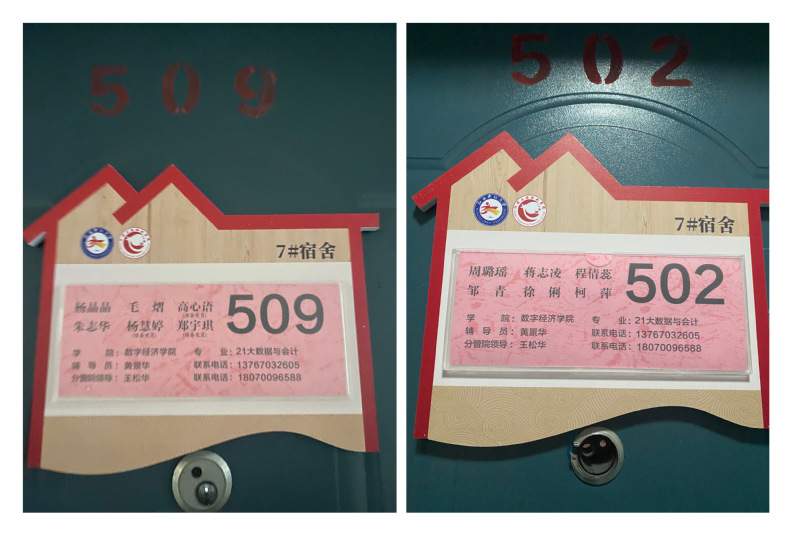 509
7#宿舍
杨晶晶 毛熠 高心语
朱志华 杨慧婷 郑宇琪
509
学院：数字经济学院 专业：21大数据与会计
辅导员：黄景华 联系电话：13767032605
分管院领导：王松华 联系电话：18070096588
502
7#宿舍
周璐瑶 蒋志凌 程倩蕊
邹青 徐俐 柯萍
502
学院：数字经济学院 专业：21大数据与会计
辅导员：黄景华 联系电话：13767032605
分管院领导：王松华 联系电话：18070096588